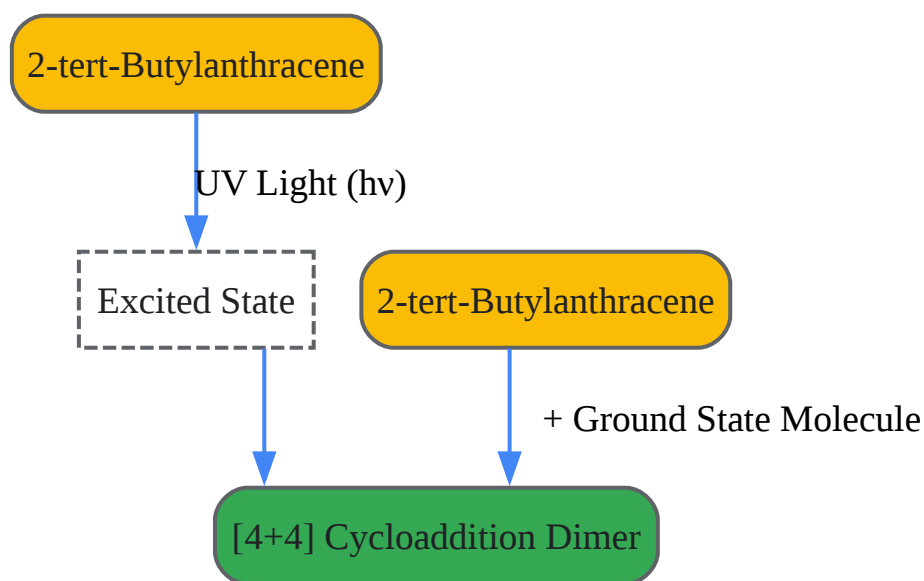 2-tert-Butylanthracene
UV Light (hν)
Excited State
2-tert-Butylanthracene
+ Ground State Molecule
[4+4] Cycloaddition Dimer